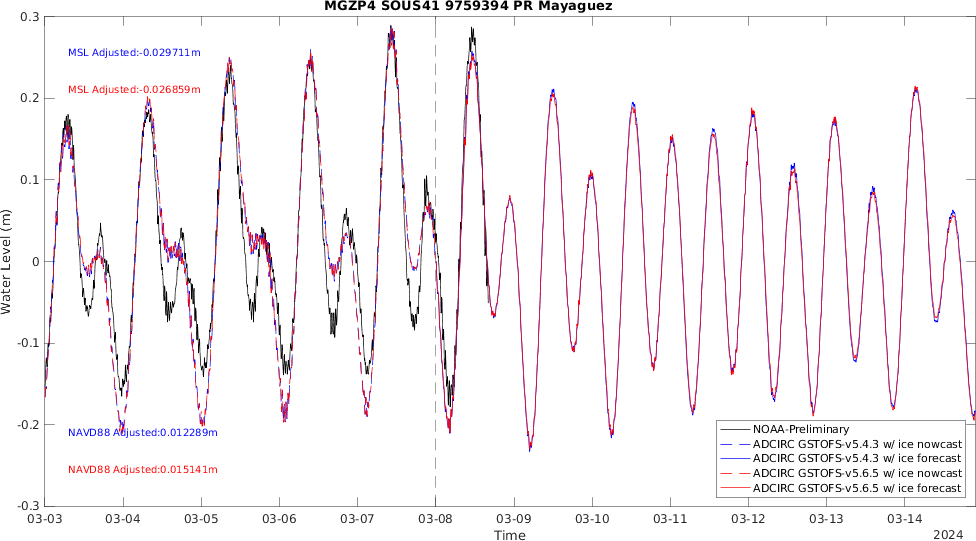 MGZP4 SOUS41 9759394 PR Mayaguez
0.3
MSL Adjusted:-0.029711m
MSL Adjusted:-0.026859m
0.2
0.1
Water Level (m)
0
-0.1
-0.2
NAVD88 Adjusted:0.012289m
NAVD88 Adjusted:0.015141m
NOAA-Preliminary
ADCIRC GSTOFS-v5.4.3 w/ ice nowcast
ADCIRC GSTOFS-v5.4.3 w/ ice forecast
ADCIRC GSTOFS-v5.6.5 w/ ice nowcast
ADCIRC GSTOFS-v5.6.5 w/ ice forecast
-0.3
03-03 03-04 03-05 03-06 03-07 03-08 03-09 03-10 03-11 03-12 03-13 03-14
Time
2024